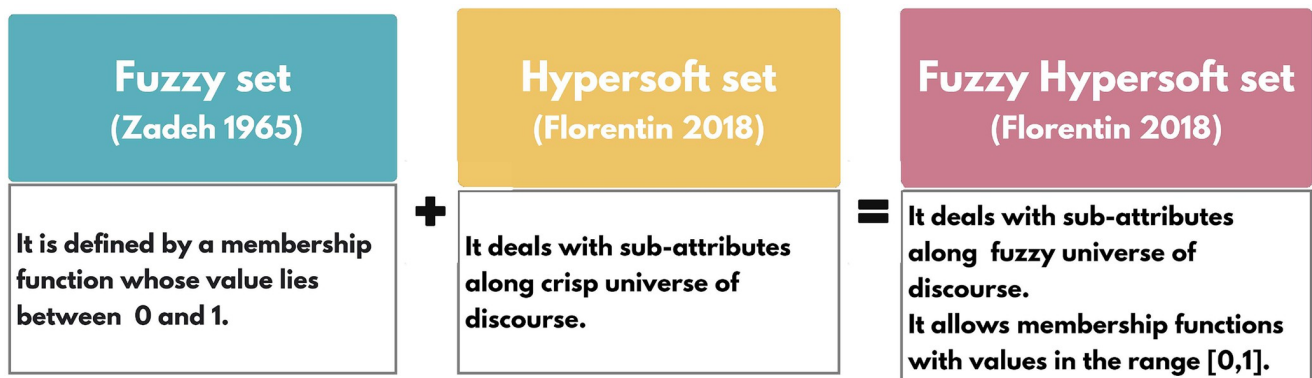 Fuzzy set
(Zadeh 1965)
It is defined by a membership
function whose value lies
between 0 and 1.
+
Hypersoft set
(Florentin 2018)
It deals with sub-attributes
along crisp universe of
discourse.
=
Fuzzy Hypersoft set
(Florentin 2018)
It deals with sub-attributes
along fuzzy universe of
discourse.
It allows membership functions
with values in the range [0,1].